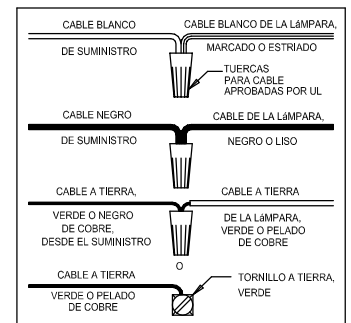 CABLE BLANCO
CABLE BLANCO DE LA LáMPARA,
DE SUMINISTRO
MARCADO O ESTRIADO
TUERCAS
PARA CABLE
APROBADAS POR UL
CABLE NEGRO
CABLE DE LA LáMPARA,
DE SUMINISTRO
NEGRO O LISO
CABLE A TIERRA,
CABLE A TIERRA
VERDE O NEGRO
DE COBRE,
DESDE EL SUMINISTRO
DE LA LáMPARA,
VERDE O PELADO
DE COBRE
O
CABLE A TIERRA
VERDE O PELADO
DE COBRE
TORNILLO A TIERRA,
VERDE